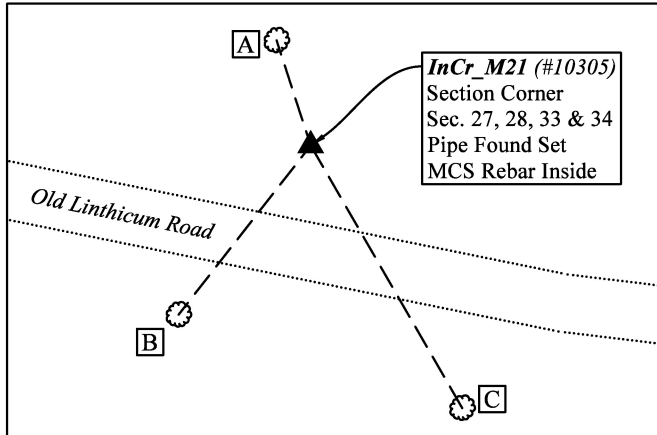 A
InCr_M21 (#10305)
Section Corner
Sec. 27, 28, 33 & 34
Pipe Found Set
MCS Rebar Inside
Old Linthicum Road
B
C